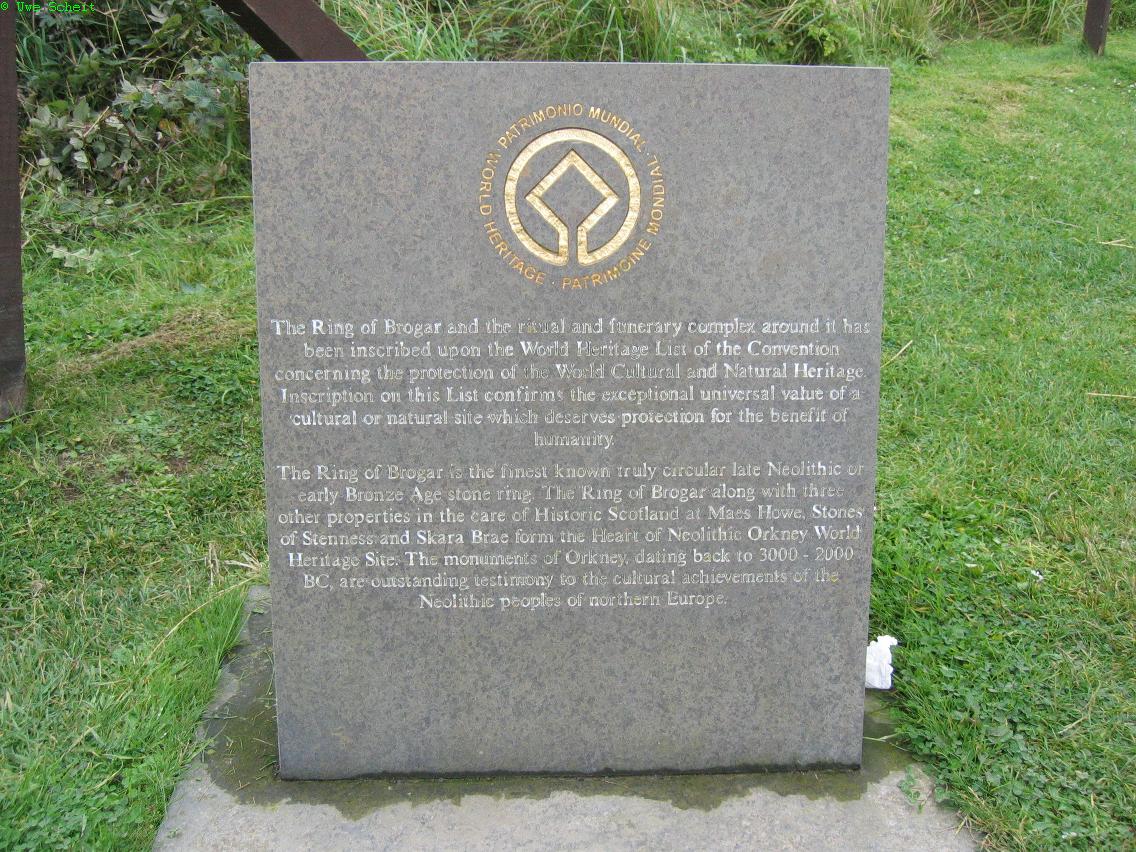 © Uwe Scheit
WORLD HERITAGE · PATRIMOINE MONDIAL · PATRIMONIO MUNDIAL
The Ring of Brogar and the ritual and funerary complex around it has
been inscribed upon the World Heritage List of the Convention
concerning the protection of the World Cultural and Natural Heritage.
Inscription on this List confirms the exceptional universal value of a
cultural or natural site which deserves protection for the benefit of
humanity.
The Ring of Brogar is the finest known truly circular late Neolithic or
early Bronze Age stone ring. The Ring of Brogar along with three
other properties in the care of Historic Scotland at Maes Howe, Stones
of Stenness and Skara Brae form the Heart of Neolithic Orkney World
Heritage Site. The monuments of Orkney, dating back to 3000 - 2000
BC, are outstanding testimony to the cultural achievements of the
Neolithic peoples of northern Europe.